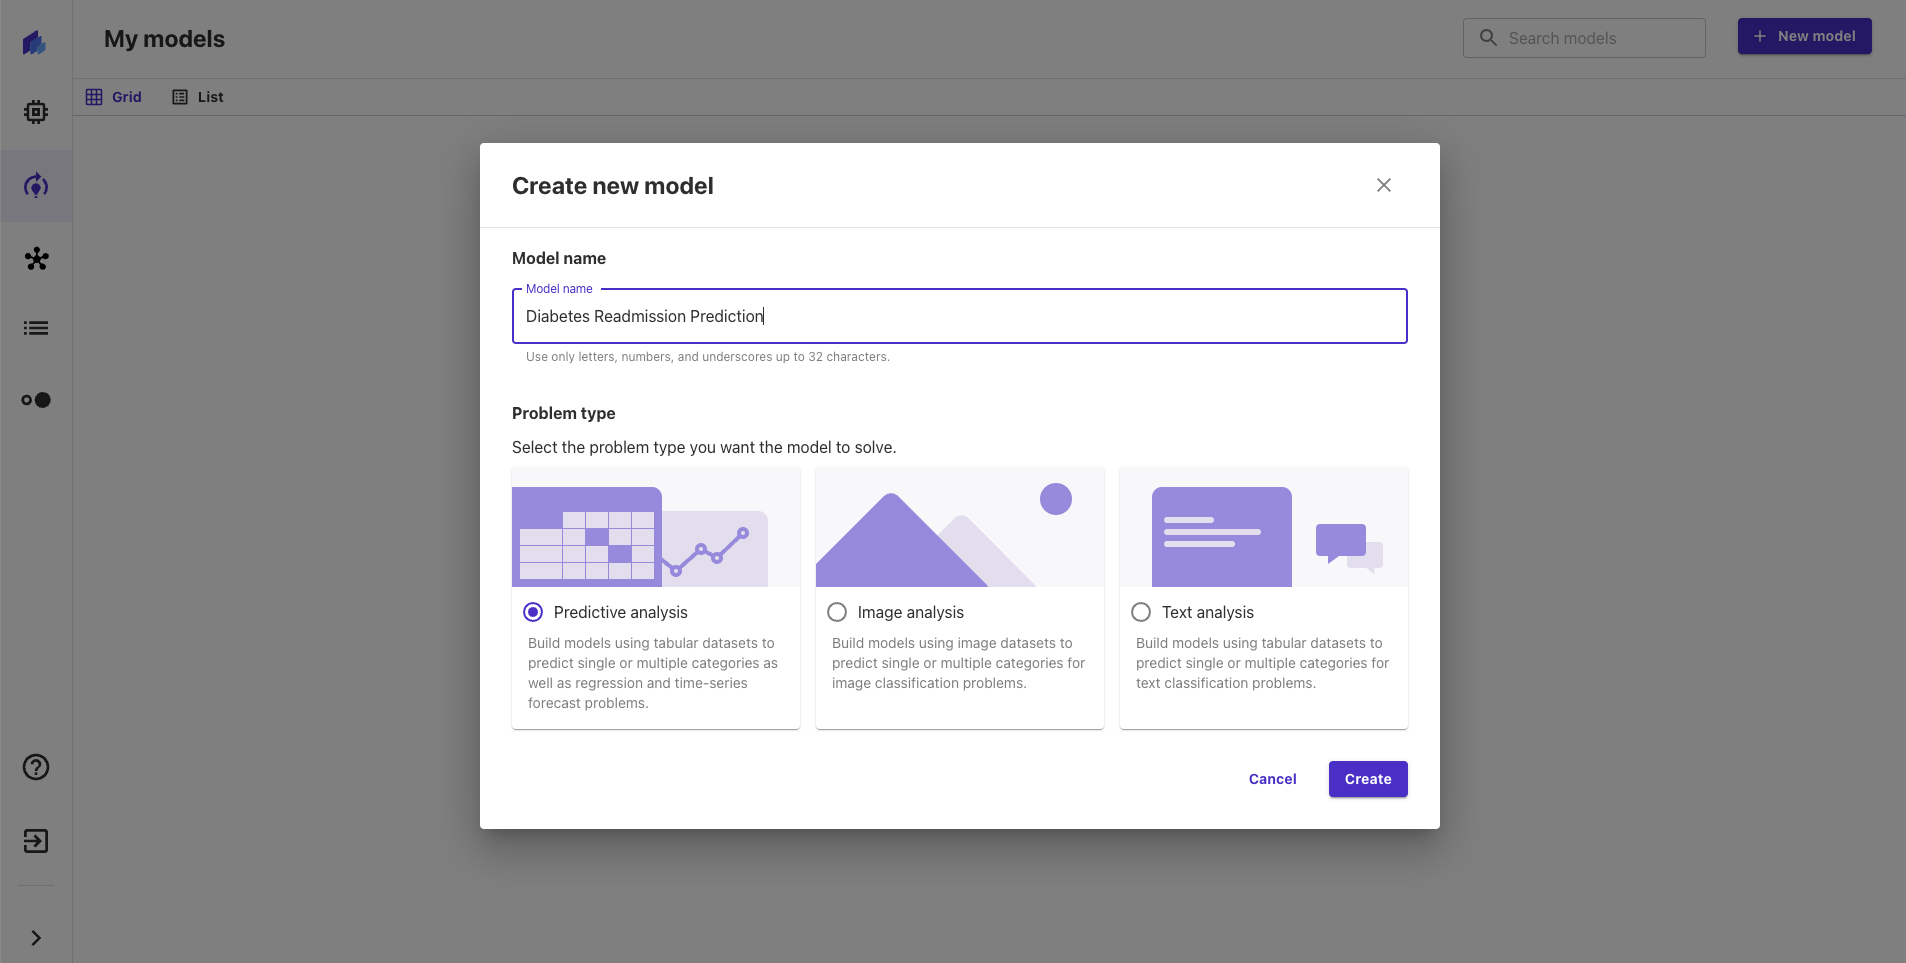 My models
Search models
New model
Grid
List
Create new model
Model name
Model name
Diabetes Readmission Prediction
Use only letters, numbers, and underscores up to 32 characters.
Problem type
Select the problem type you want the model to solve.
Predictive analysis
Build models using tabular datasets to
predict single or multiple categories as
well as regression and time-series
forecast problems.
Image analysis
Build models using image datasets to
predict single or multiple categories for
image classification problems.
Text analysis
Build models using tabular datasets to
predict single or multiple categories for
text classification problems.
Cancel
Create